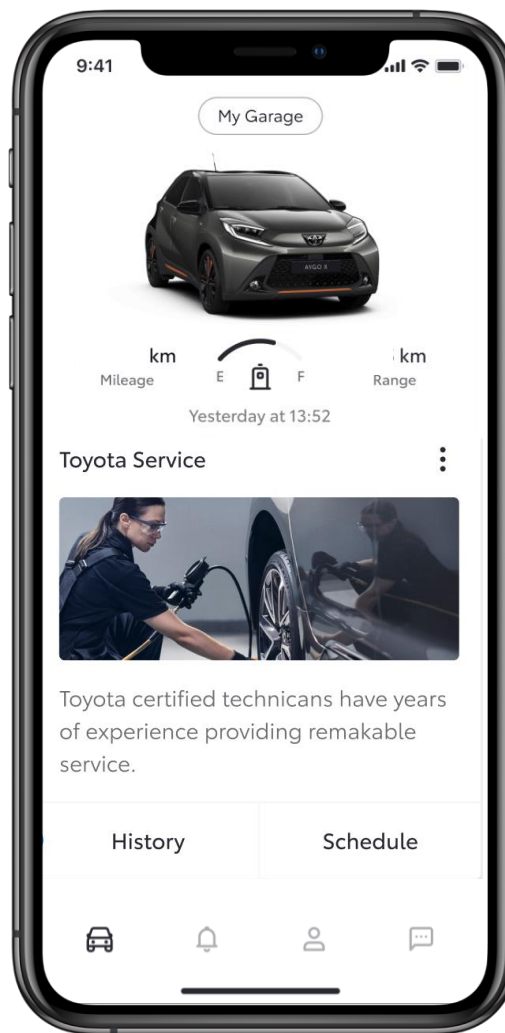 9:41
My Garage
AYGO X
km
km
Mileage
E
F
Range
Yesterday at 13:52
Toyota Service
Toyota certified technicans have years
of experience providing remakable
service.
History
Schedule